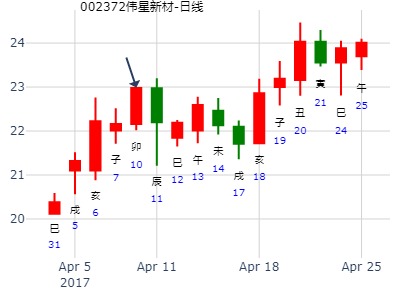 002372伟星新材-日线
24
23
22
21
20
巳
31
戌
5
亥
6
子
7
卯
10
辰
11
巳
12
午
13
未
14
戌
17
亥
18
子
19
丑
20
寅
21
巳
24
午
25
Apr 5
2017
Apr 11
Apr 18
Apr 25